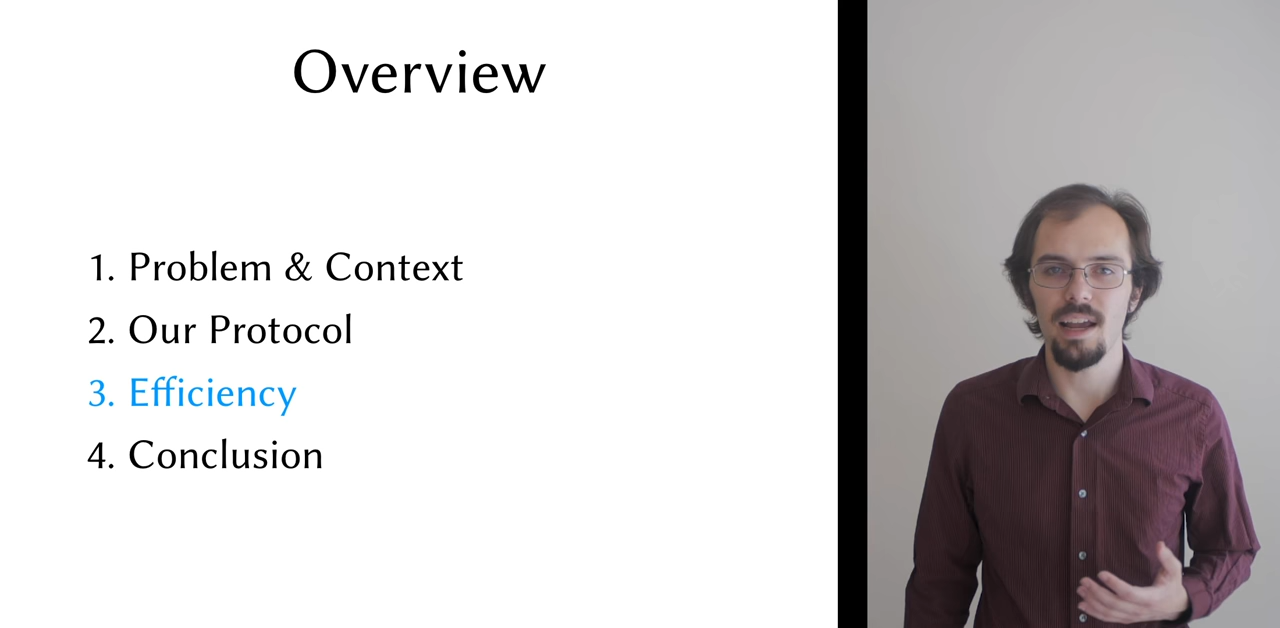 Overview
1. Problem & Context
2. Our Protocol
3. Efficiency
4. Conclusion